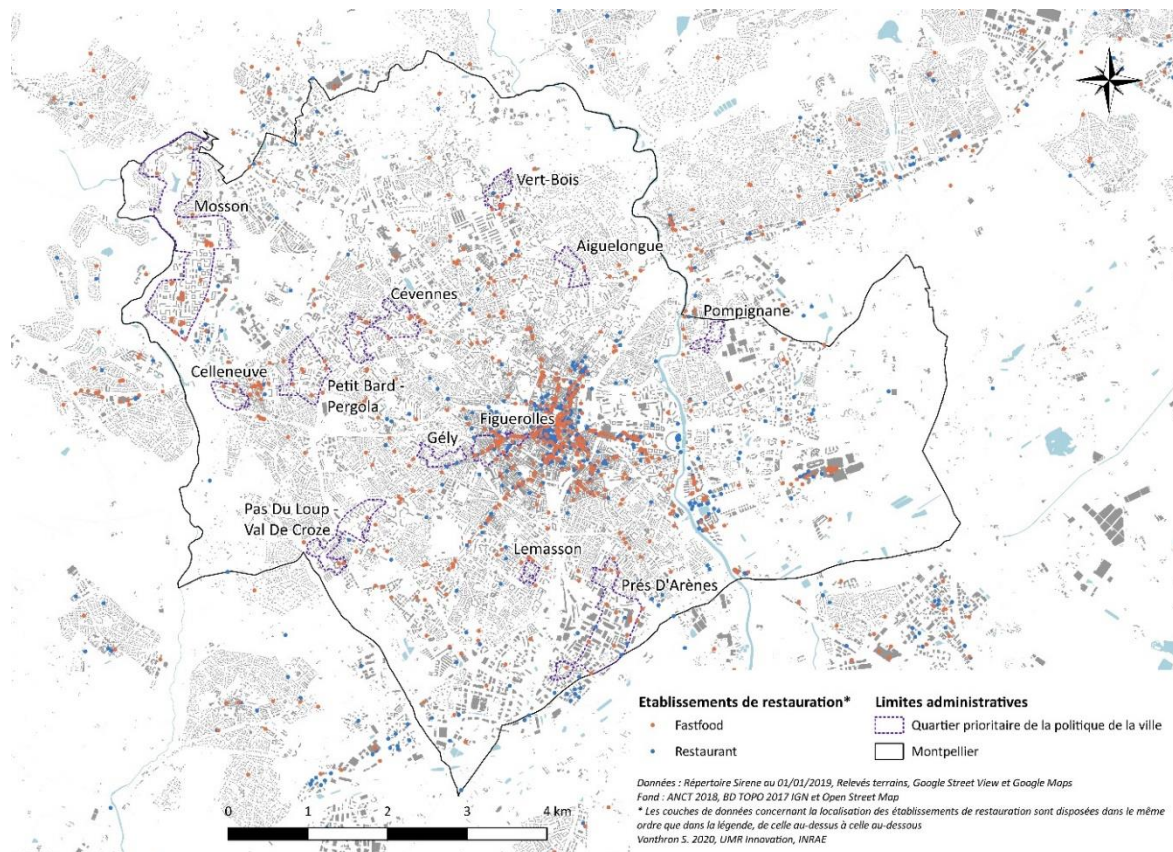 Vert-Bois
Mosson
Aiguelongue
Cévennes
Pompignane
Celleneuve
Petit Bard -
Pergola
Figuerolles
Gély
Pas Du Loup
Val De Croze
Lemasson
Prés D'Arènes
Etablissements de restauration*
Fastfood
Restaurant
Limites administratives
Quartier prioritaire de la politique de la ville
Montpellier
0 1 2 4 km
Données : Répertoire Sirene au 01/01/2019, Relevés terrains, Google Street View et Google Maps
Fond : ANCT 2018, BD TOPO 2017 IGN et Open Street Map
* Les couches de données concernant la localisation des établissements de restauration sont disposées dans le même
ordre que dans la légende, de celle au-dessus à celle au-dessous
Vonthron S. 2020, UMR Innovation, INRAE